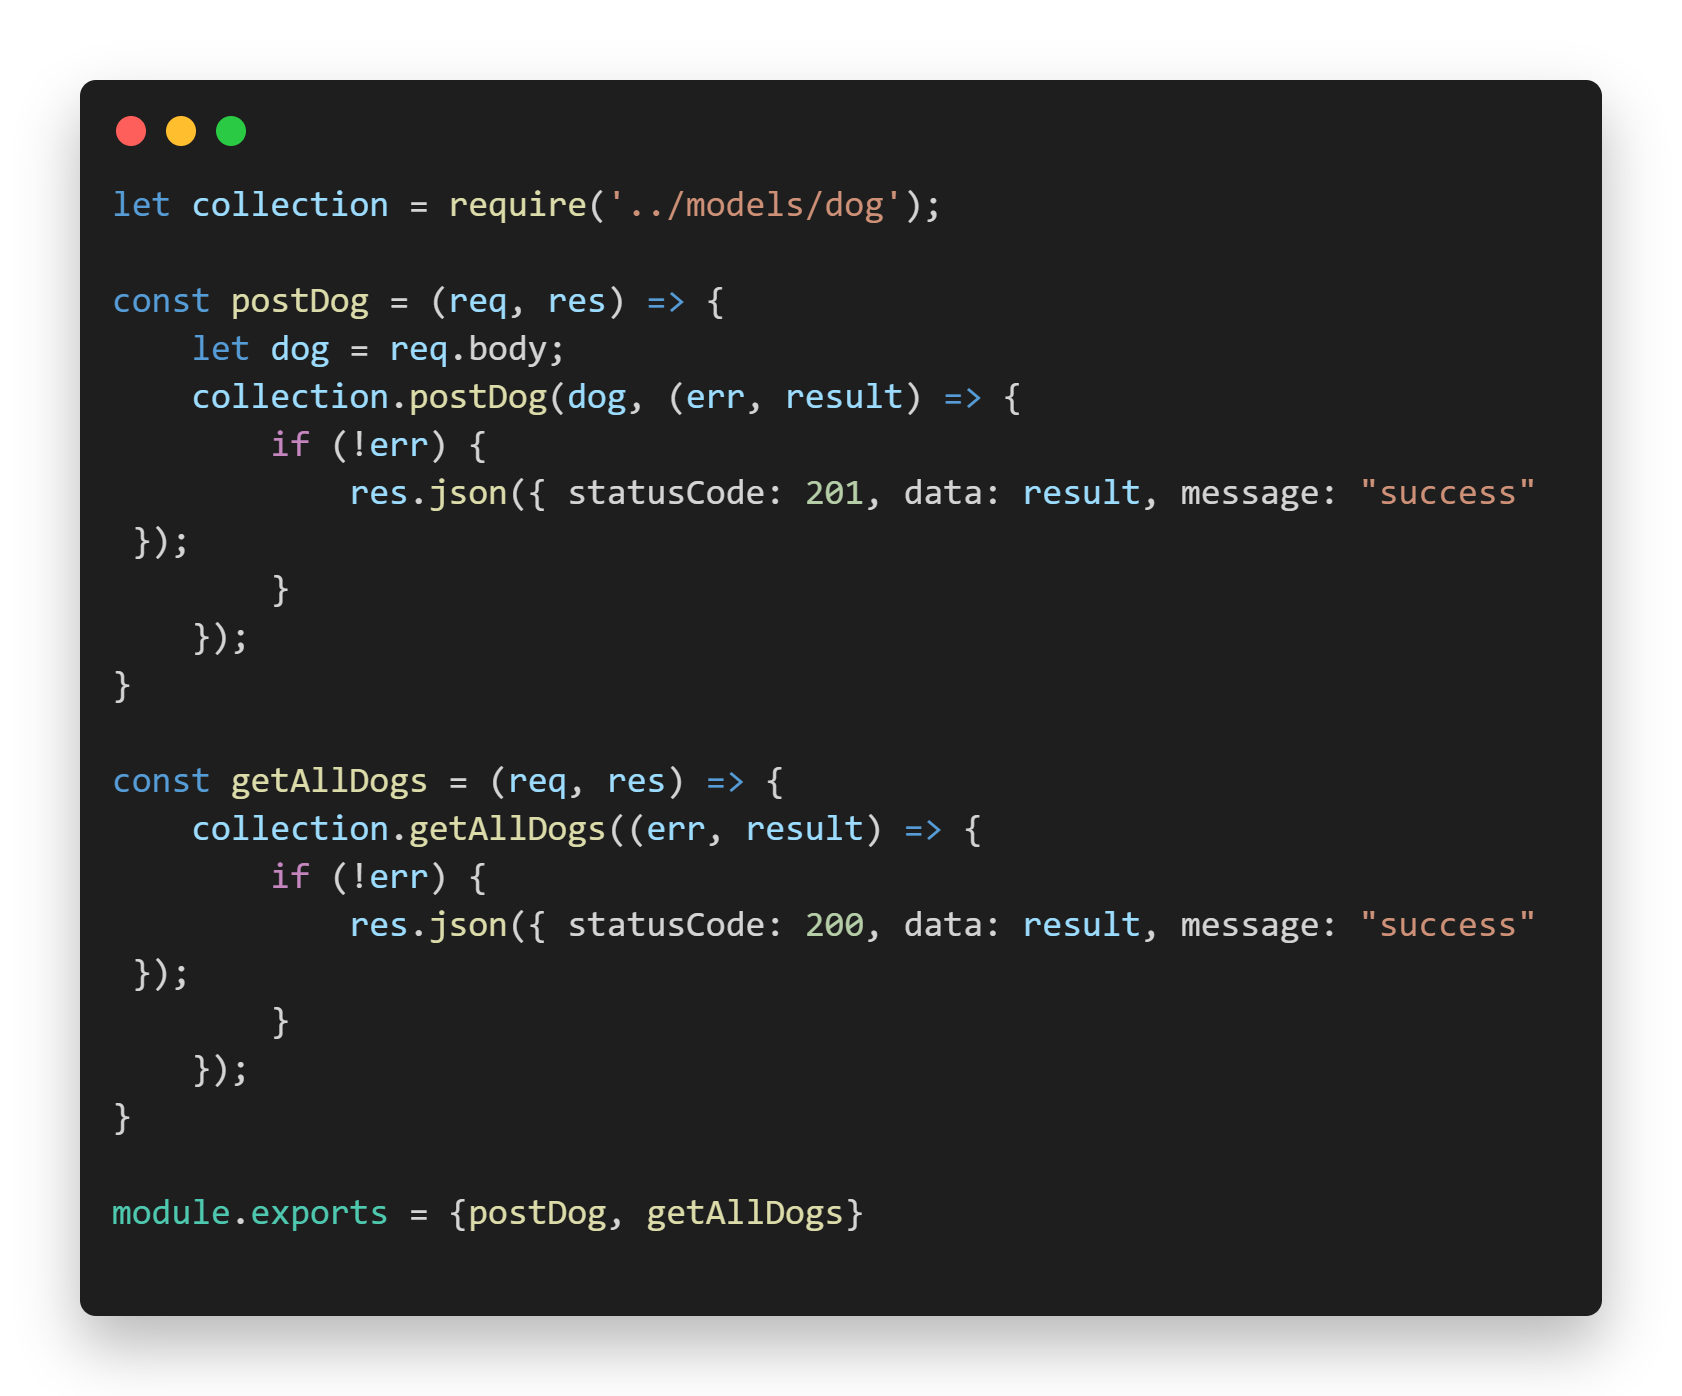 let collection = require('../models/dog');

const postDog = (req, res) => {
    let dog = req.body;
    collection.postDog(dog, (err, result) => {
        if (!err) {
            res.json({ statusCode: 201, data: result, message: "success"
 });
        }
    });
}

const getAllDogs = (req, res) => {
    collection.getAllDogs((err, result) => {
        if (!err) {
            res.json({ statusCode: 200, data: result, message: "success"
 });
        }
    });
}

module.exports = {postDog, getAllDogs}